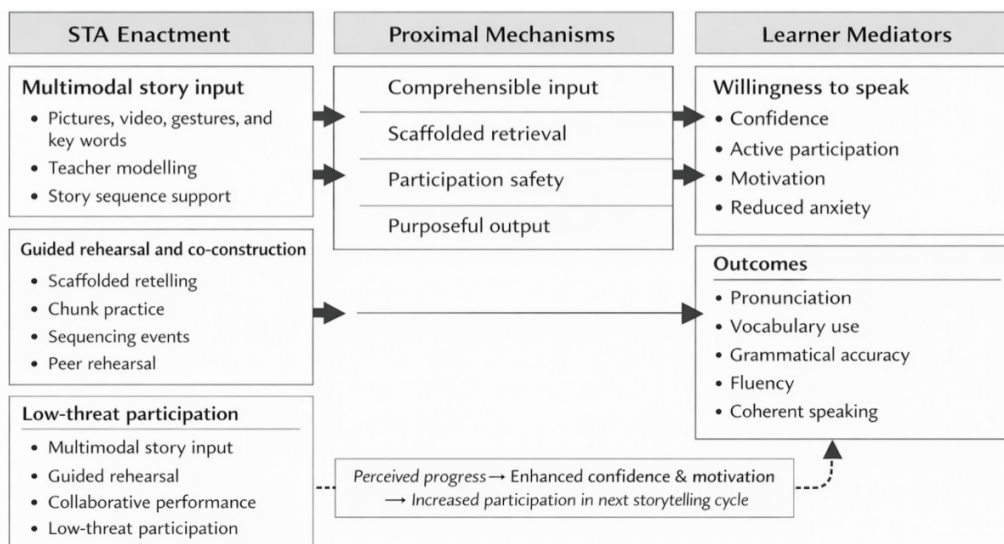 STA Enactment
Multimodal story input
• Pictures, video, gestures, and
key words
• Teacher modelling
• Story sequence support
Guided rehearsal and co-construction
• Scaffolded retelling
• Chunk practice
• Sequencing events
• Peer rehearsal
Low-threat participation
• Multimodal story input
• Guided rehearsal
• Collaborative performance
• Low-threat participation
Proximal Mechanisms
Comprehensible input
Scaffolded retrieval
Participation safety
Purposeful output
Learner Mediators
Willingness to speak
• Confidence
• Active participation
• Motivation
• Reduced anxiety
Outcomes
• Pronunciation
• Vocabulary use
• Grammatical accuracy
• Fluency
• Coherent speaking
Perceived progress → Enhanced confidence & motivation
→ Increased participation in next storytelling cycle